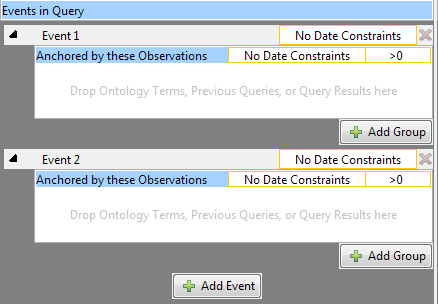 Events in Query
Event 1 No Date Constraints
Anchored by these Observations No Date Constraints >0
Drop Ontology Terms, Previous Queries, or Query Results here
Add Group
Event 2 No Date Constraints
Anchored by these Observations No Date Constraints >0
Drop Ontology Terms, Previous Queries, or Query Results here
Add Group
Add Event